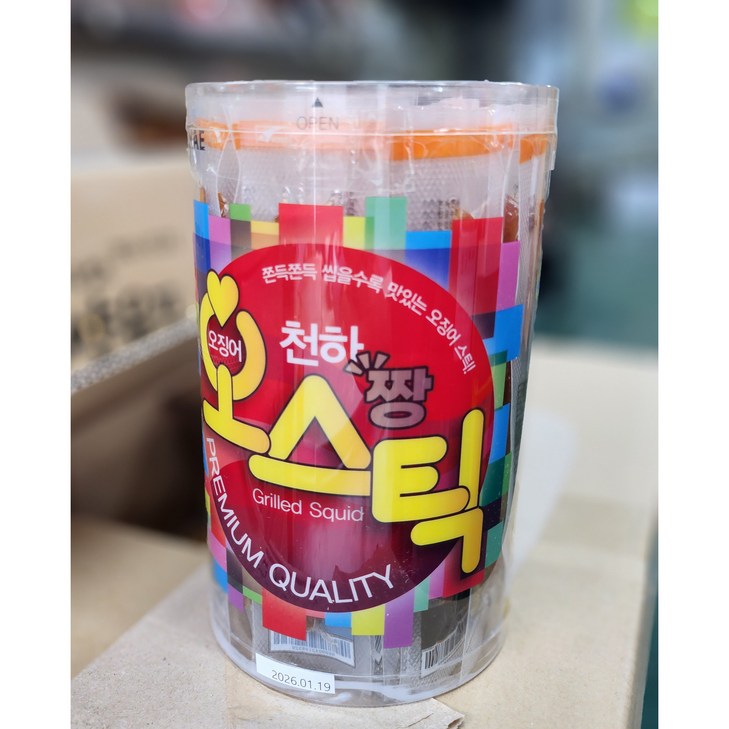 ▲
OPEN
AE
쫀득쫀득 씹을수록 맛있는 오징어 스틱!
오징어
천하
짱
오스틱
Grilled Squid
PREMIUM QUALITY
2026.01.19